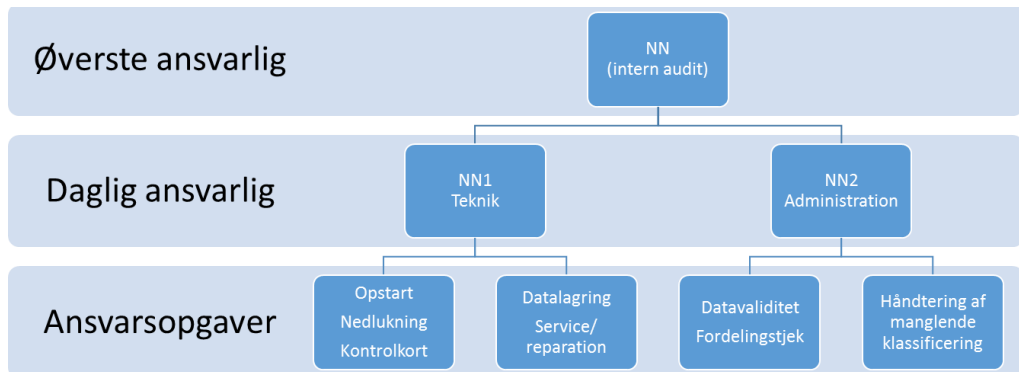 Øverste ansvarlig
NN
(intern audit)
Daglig ansvarlig
NN1
Teknik
NN2
Administration
Ansvarsopgaver
Opstart
Nedlukning
Kontrolkort
Datalagring
Service/
reparation
Datavaliditet
Fordelingstjek
Håndtering af
manglende
klassificering